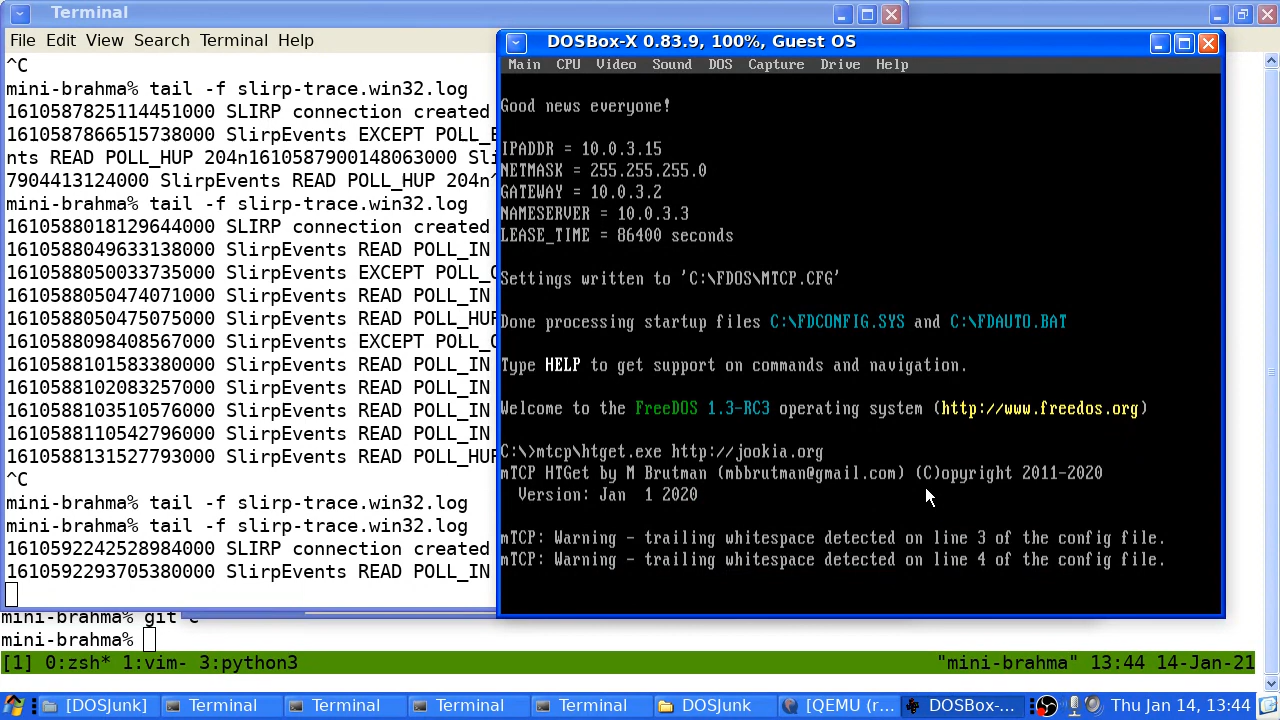 Terminal
File Edit View Search Terminal Help
^C
mini-brahma% tail -f slirp-trace.win32.log
1610587825114451000 SLIRP connection created
1610587866515738000 SlirpEvents EXCEPT POLL_E
nts READ POLL_HUP 204n1610587900148063000 Sli
7904413124000 SlirpEvents READ POLL_HUP 204n^
mini-brahma% tail -f slirp-trace.win32.log
1610588018129644000 SLIRP connection created
1610588049633138000 SlirpEvents READ POLL_IN
1610588050033735000 SlirpEvents EXCEPT POLL_O
1610588050474071000 SlirpEvents READ POLL_IN
1610588050475075000 SlirpEvents READ POLL_HUP
1610588098408567000 SlirpEvents EXCEPT POLL_O
1610588101583380000 SlirpEvents READ POLL_IN
1610588102083257000 SlirpEvents READ POLL_IN
1610588103510576000 SlirpEvents READ POLL_IN
1610588110542796000 SlirpEvents READ POLL_IN
1610588131527793000 SlirpEvents READ POLL_HUP
^C
mini-brahma% tail -f slirp-trace.win32.log
mini-brahma% tail -f slirp-trace.win32.log
1610592242528984000 SLIRP connection created
1610592293705380000 SlirpEvents READ POLL_IN
DOSBox-X 0.83.9, 100%, Guest OS
Main CPU Video Sound DOS Capture Drive Help
Good news everyone!
IPADDR = 10.0.3.15
NETMASK = 255.255.255.0
GATEWAY = 10.0.3.2
NAMESERVER = 10.0.3.3
LEASE_TIME = 86400 seconds
Settings written to 'C:\FDOS\MTCP.CFG'
Done processing startup files C:\FDCONFIG.SYS and C:\FDAUTO.BAT
Type HELP to get support on commands and navigation.
Welcome to the FreeDOS 1.3-RC3 operating system (http://www.freedos.org)
C:\>mtcp\htget.exe http://jookia.org
mTCP HTGet by M Brutman (mbbrutman@gmail.com) (C)opyright 2011-2020
Version: Jan 1 2020
mTCP: Warning - trailing whitespace detected on line 3 of the config file.
mTCP: Warning - trailing whitespace detected on line 4 of the config file.
mini-brahma% git c
mini-brahma%
[1] 0:zsh* 1:vim- 3:python3 "mini-brahma" 13:44 14-Jan-21
[DOSJunk] Terminal Terminal Terminal Terminal DOSJunk [QEMU (r... DOSBox-... Thu Jan 14, 13:44